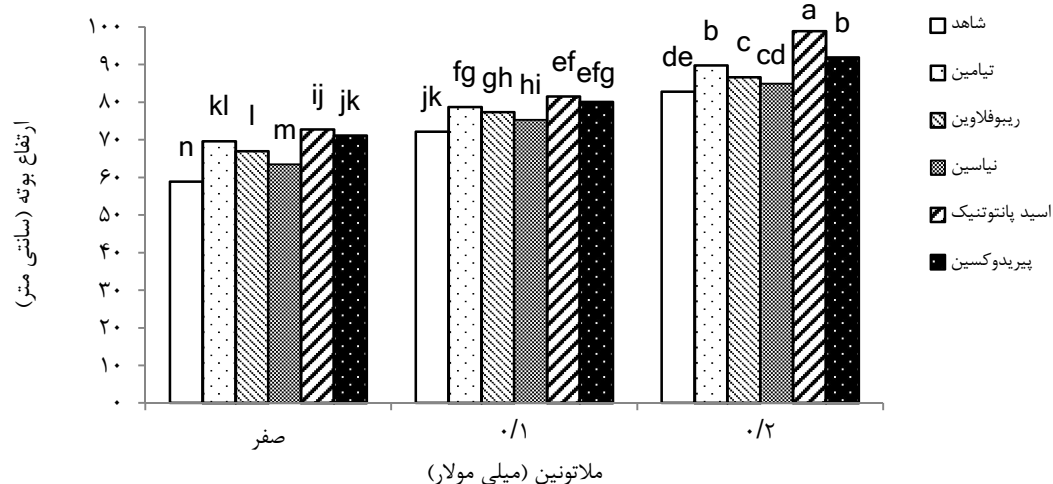 ارتفاع بوته (سانتی متر)
۱۰۰
۹۰
۸۰
۷۰
۶۰
۵۰
۴۰
۳۰
۲۰
۱۰
۰
n kl l m ij jk
jk fg gh hi ef efg
de b c cd a b
صفر ۰/۱ ۰/۲
ملاتونین (میلی مولار)
شاهد
تیامین
ریبوفلاوین
نیاسین
اسید پانتوتنیک
پیریدوکسین